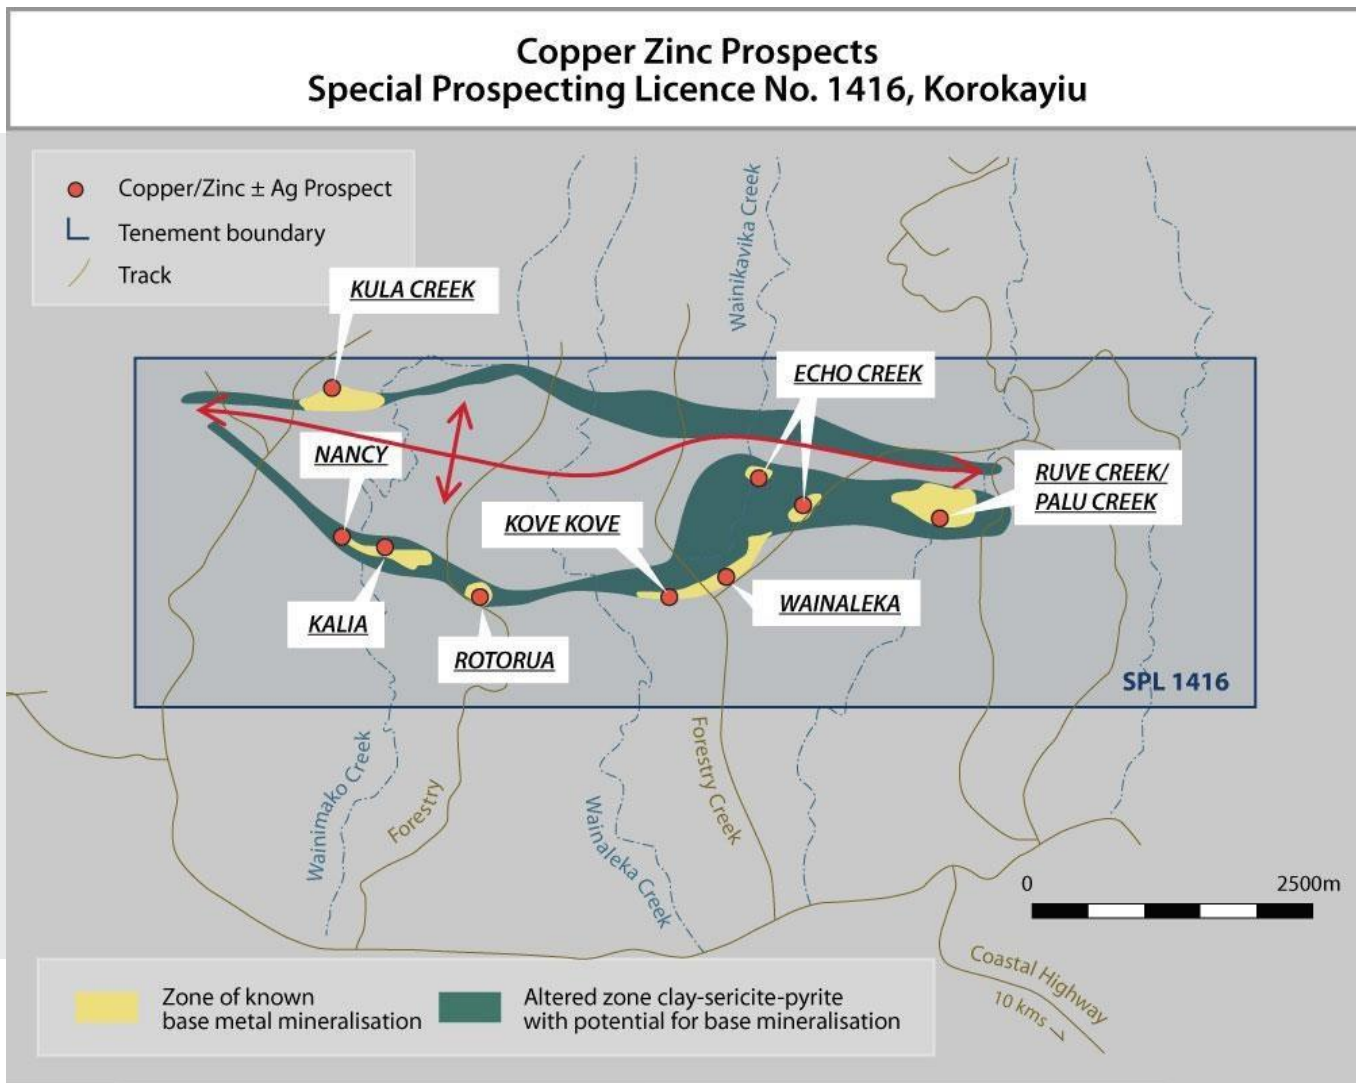 Copper Zinc Prospects
Special Prospecting Licence No. 1416, Korokayiu
Copper/Zinc ± Ag Prospect
Tenement boundary
Track
KULA CREEK
Wainikavika Creek
ECHO CREEK
NANCY
RUVE CREEK/
PALU CREEK
KOVE KOVE
KALIA
WAINALEKA
ROTORUA
SPL 1416
Wainimako Creek
Forestry
Wainaleka Creek
Forestry Creek
0
2500m
Coastal Highway
10 kms
Zone of known
base metal mineralisation
Altered zone clay-sericite-pyrite
with potential for base mineralisation